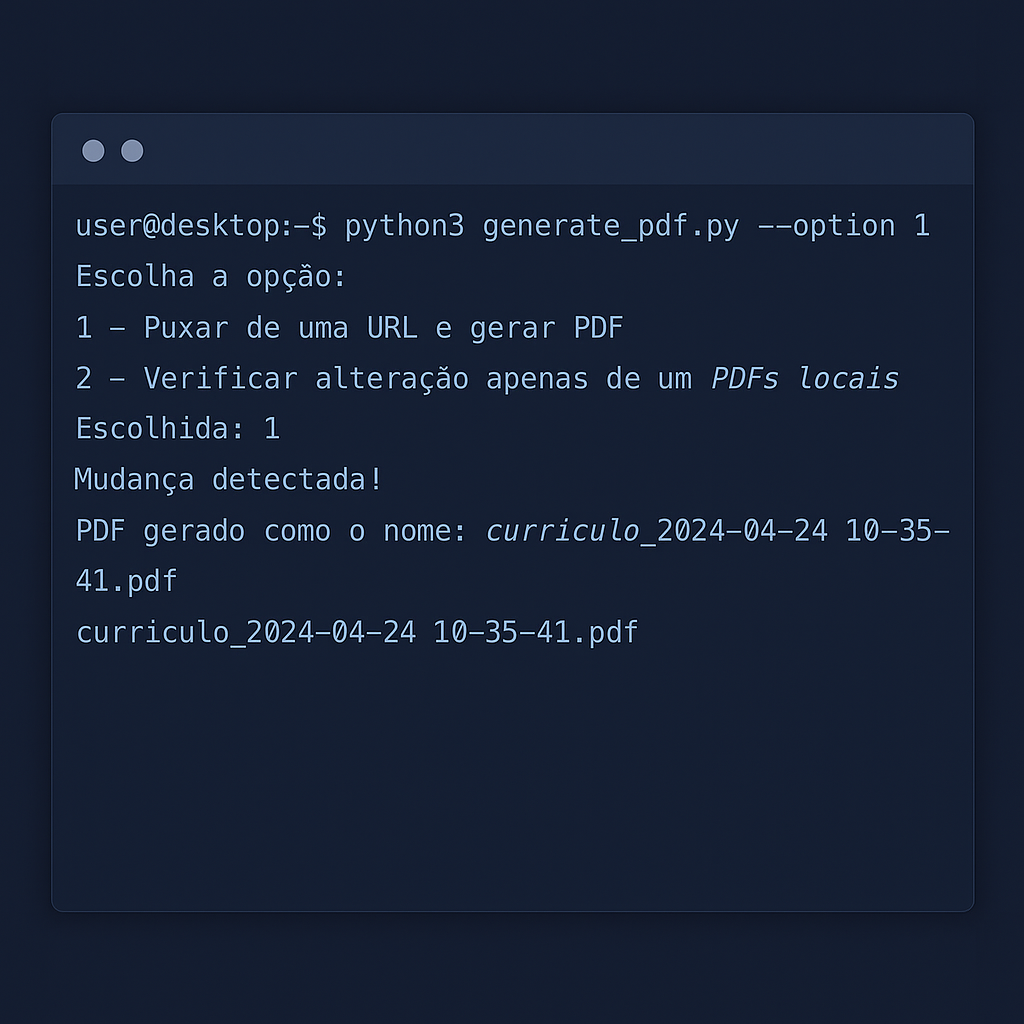 user@desktop:~$ python3 generate_pdf.py --option 1
Escolha a opção:
1 – Puxar de uma URL e gerar PDF
2 – Verificar alteração apenas de um PDFs locais
Escolhida: 1
Mudança detectada!
PDF gerado como o nome: curriculo_2024–04–24 10–35–
41.pdf
curriculo_2024–04–24 10–35–41.pdf